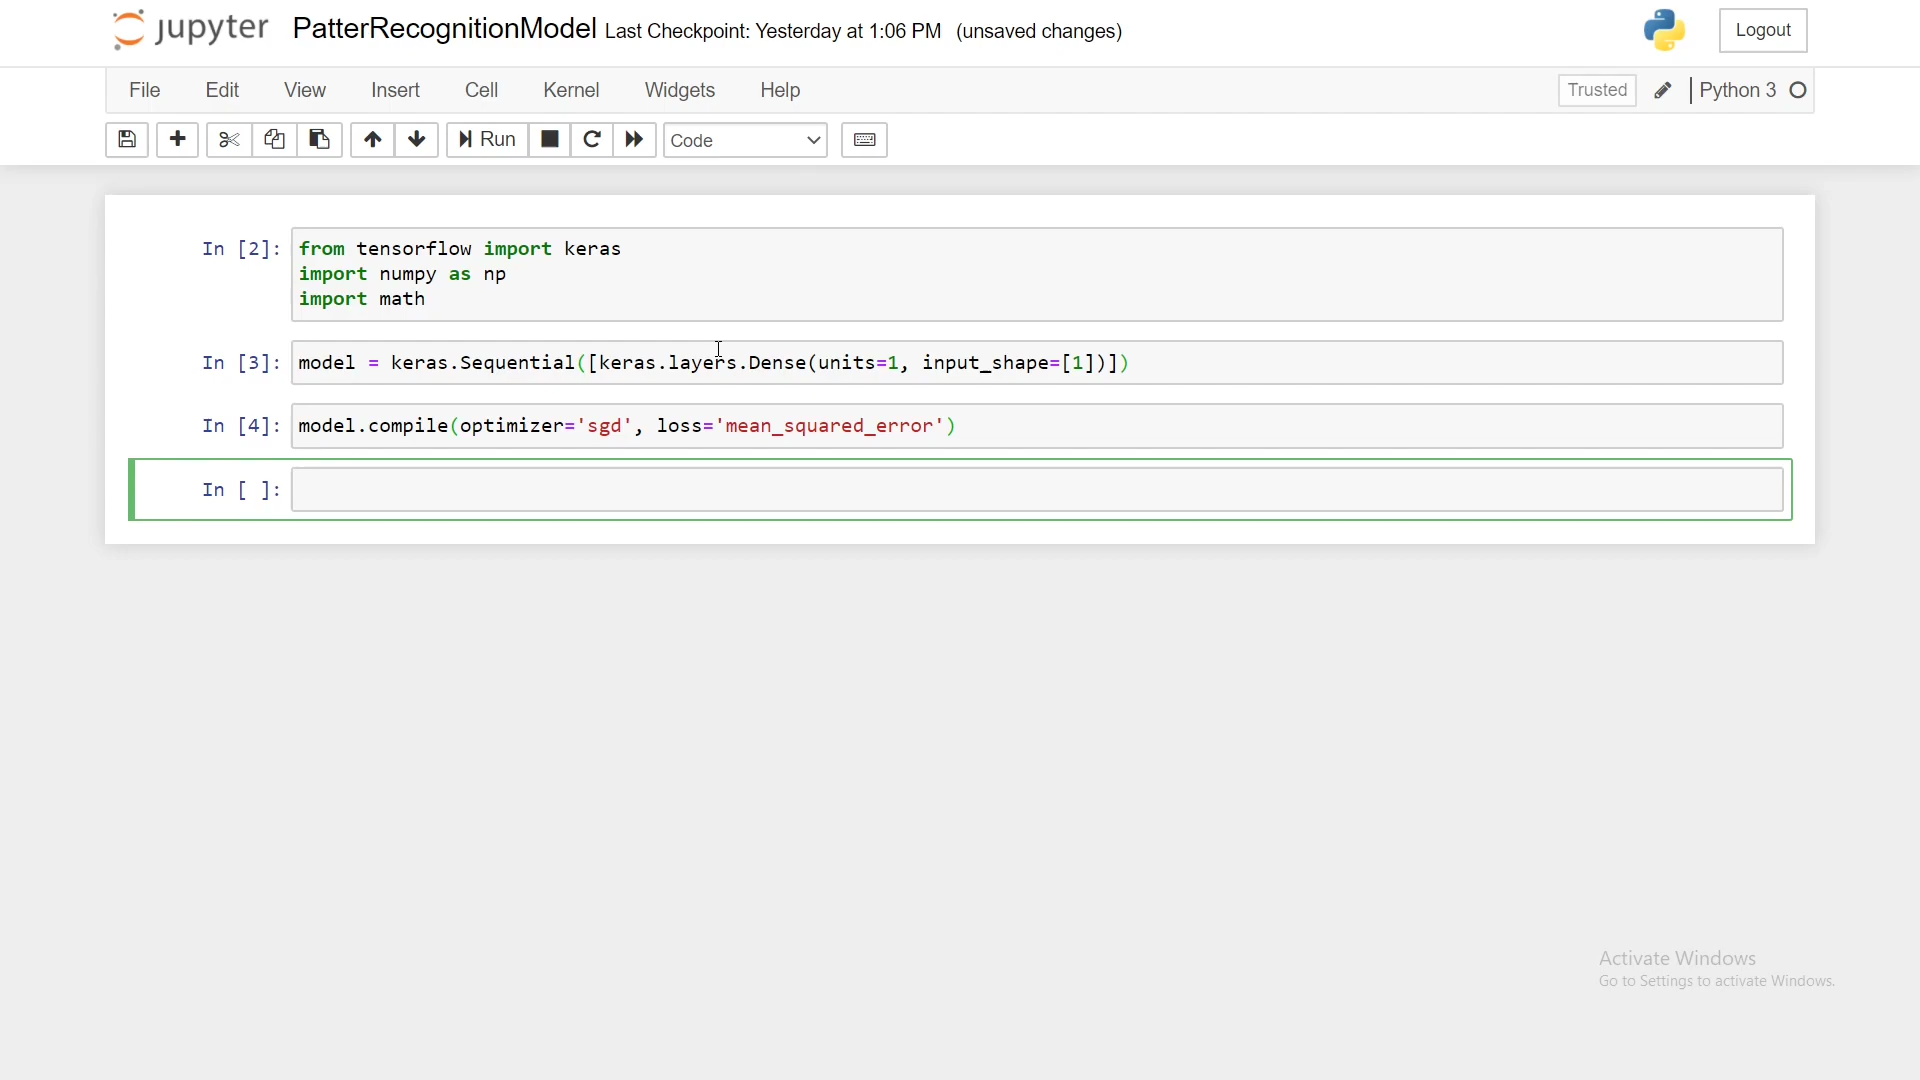 jupyter PatterRecognitionModel Last Checkpoint: Yesterday at 1:06 PM (unsaved changes) Logout
File Edit View Insert Cell Kernel Widgets Help Trusted Python 3
Run Code
In [2]: from tensorflow import keras
import numpy as np
import math
In [3]: model = keras.Sequential([keras.layers.Dense(units=1, input_shape=[1])])
In [4]: model.compile(optimizer='sgd', loss='mean_squared_error')
In [ ]:
Activate Windows
Go to Settings to activate Windows.